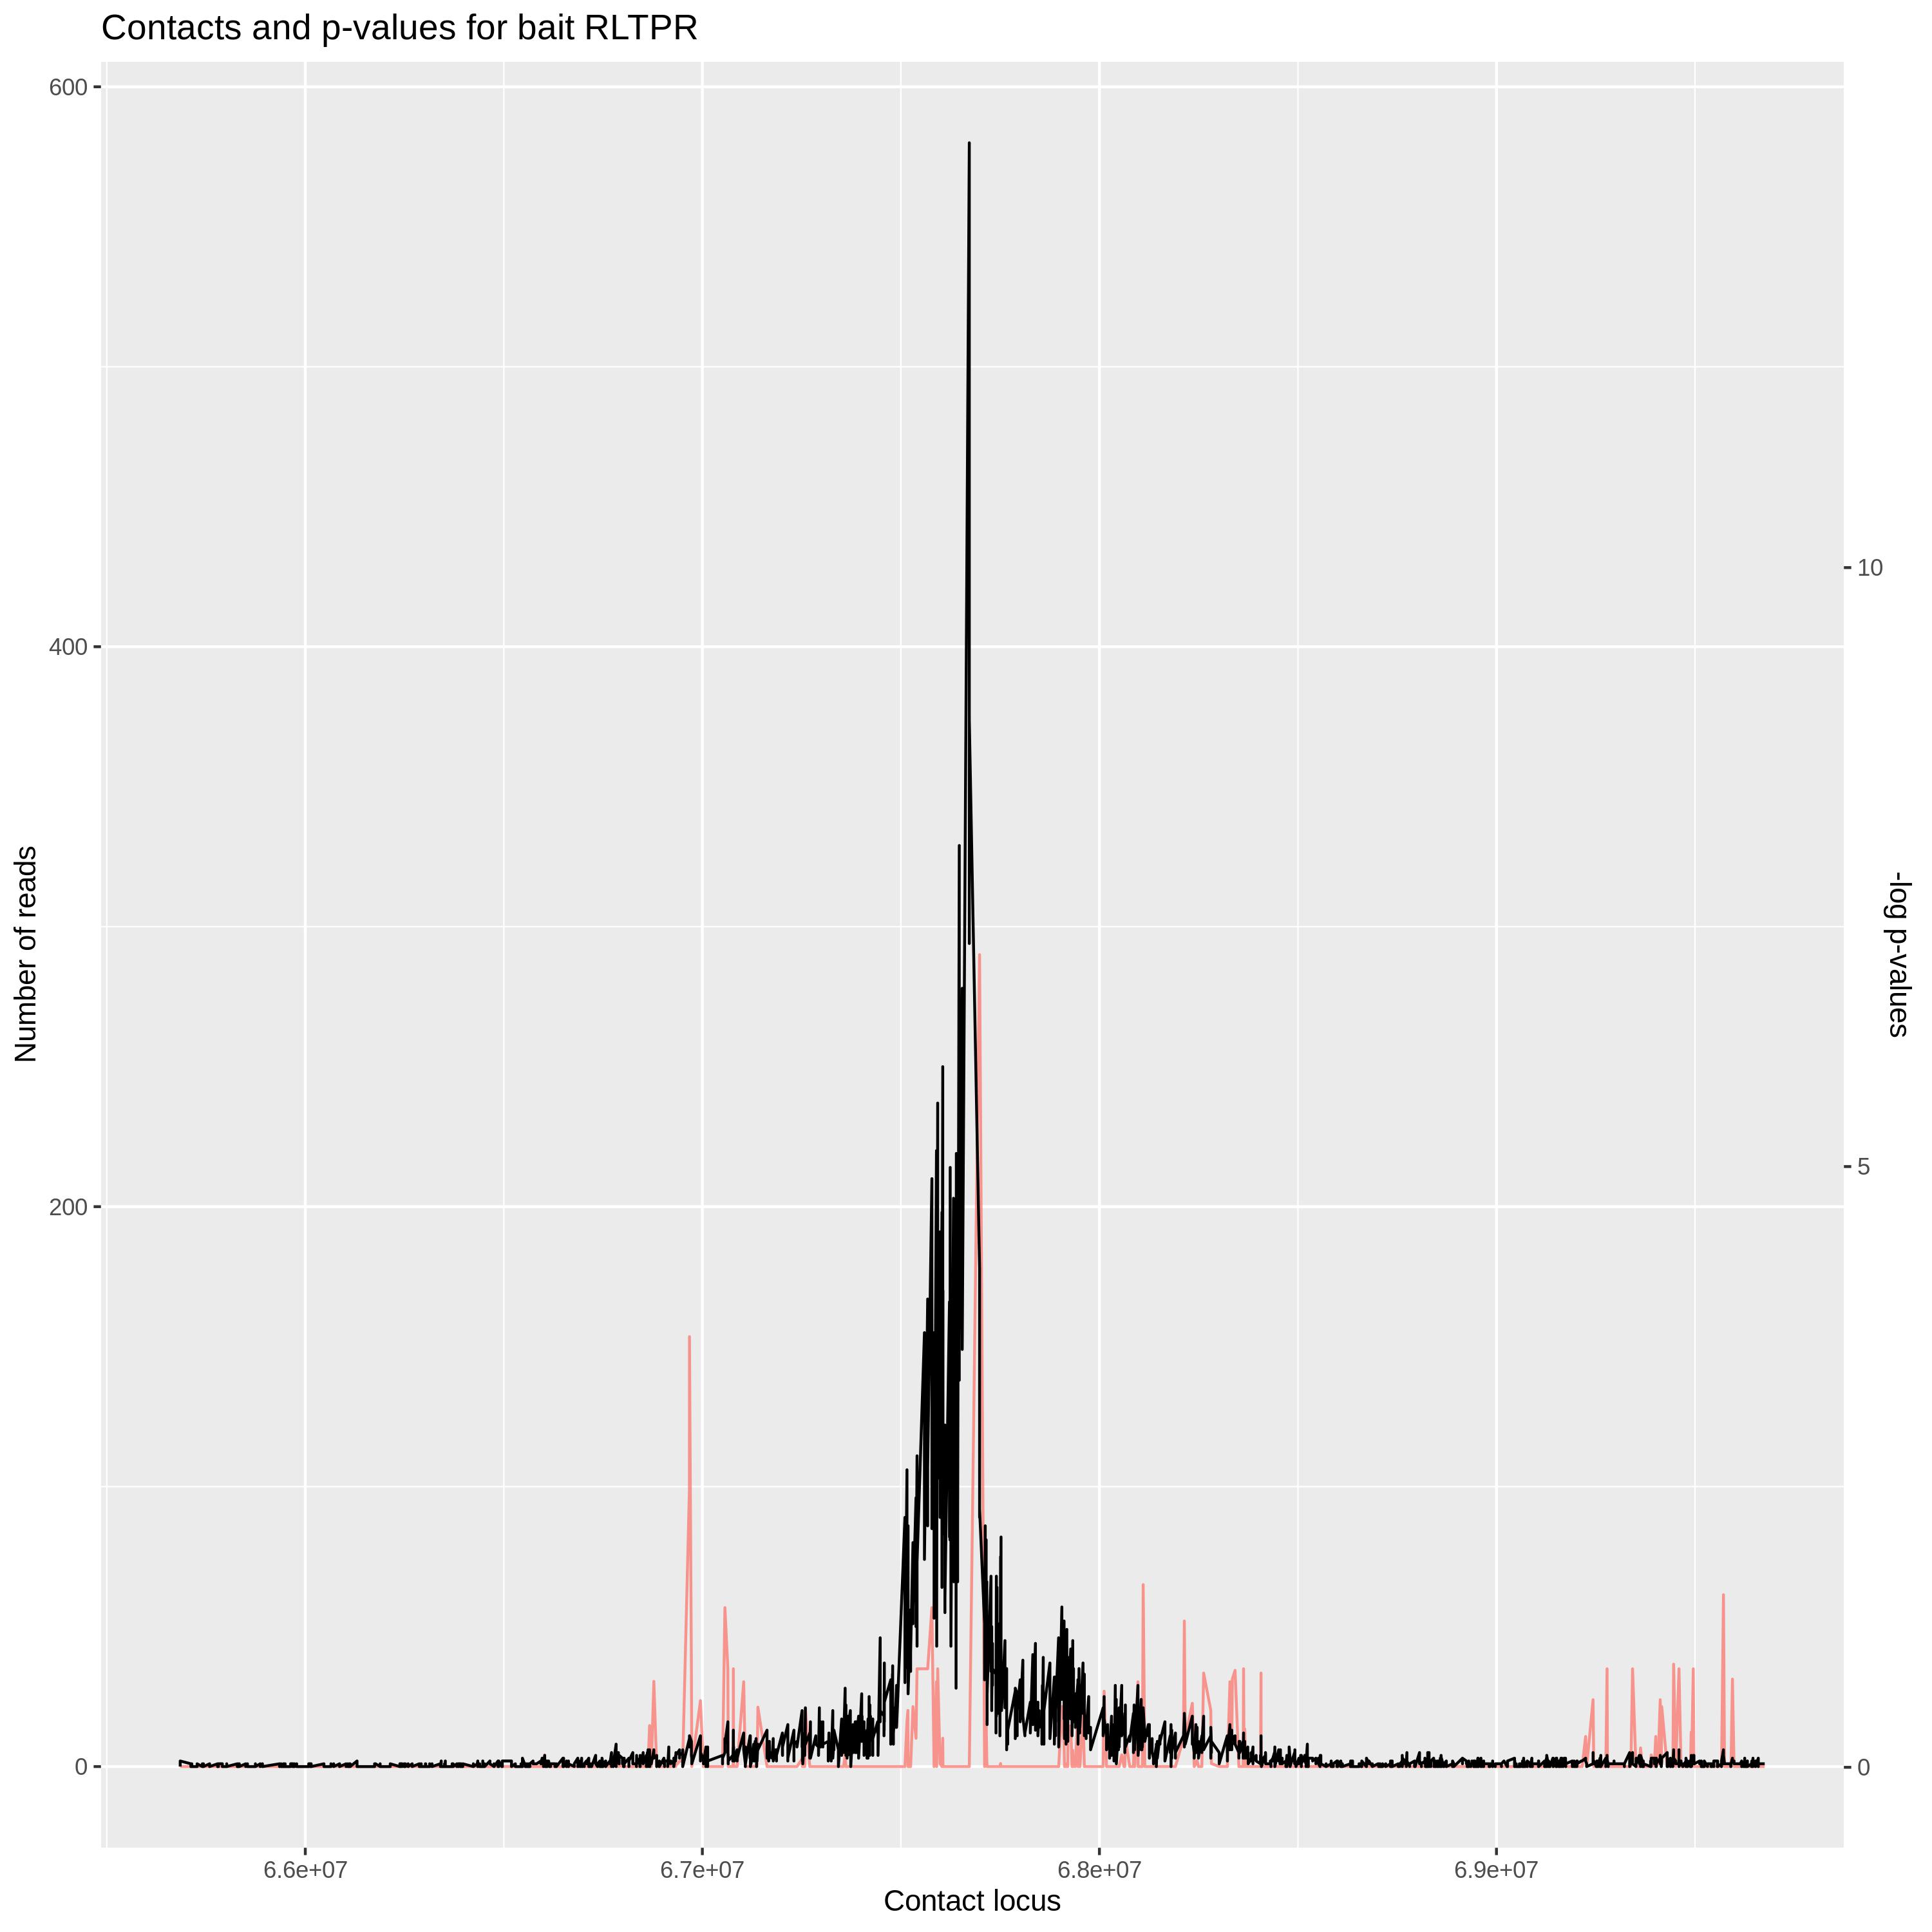 Contacts and p-values for bait RLTPR
600
400
200
0
Number of reads
10
5
0
-log p-values
6.6e+07
6.7e+07
6.8e+07
6.9e+07
Contact locus